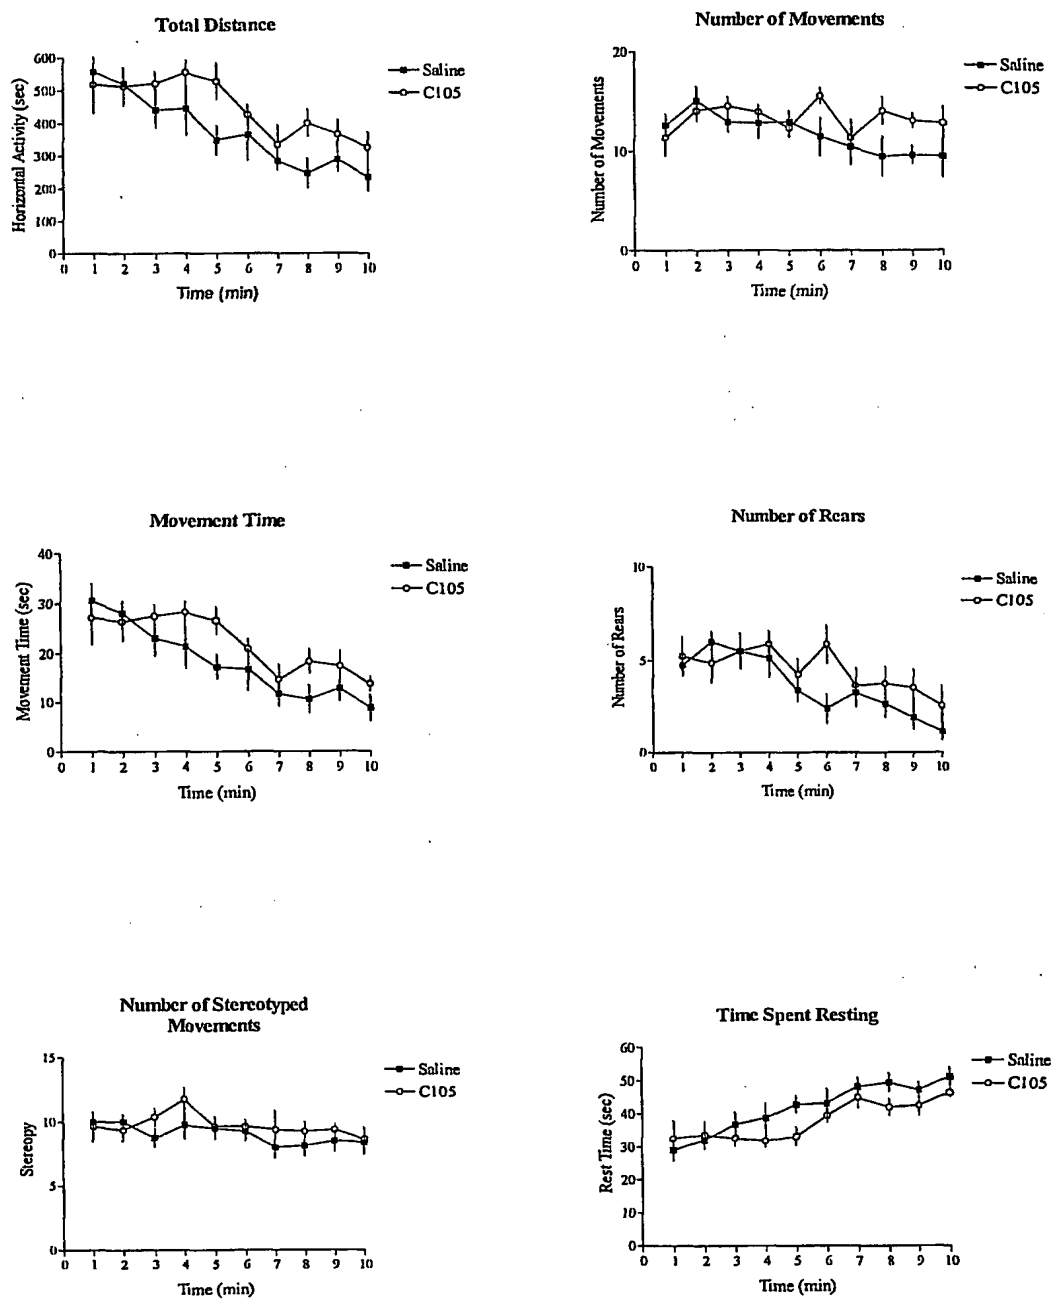 Total Distance
Horizontal Activity (sec)
600
500
400
300
200
100
0
0 1 2 3 4 5 6 7 8 9 10
Time (min)
Saline
C105
Number of Movements
Number of Movements
20
10
0
0 1 2 3 4 5 6 7 8 9 10
Time (min)
Saline
C105
Movement Time
Movement Time (sec)
40
30
20
10
0
0 1 2 3 4 5 6 7 8 9 10
Time (min)
Saline
C105
Number of Rears
Number of Rears
10
5
0
0 1 2 3 4 5 6 7 8 9 10
Time (min)
Saline
C105
Number of Stereotyped
Movements
Stereopy
15
10
5
0
0 1 2 3 4 5 6 7 8 9 10
Time (min)
Saline
C105
Time Spent Resting
Rest Time (sec)
60
50
40
30
20
10
0
0 1 2 3 4 5 6 7 8 9 10
Time (min)
Saline
C105